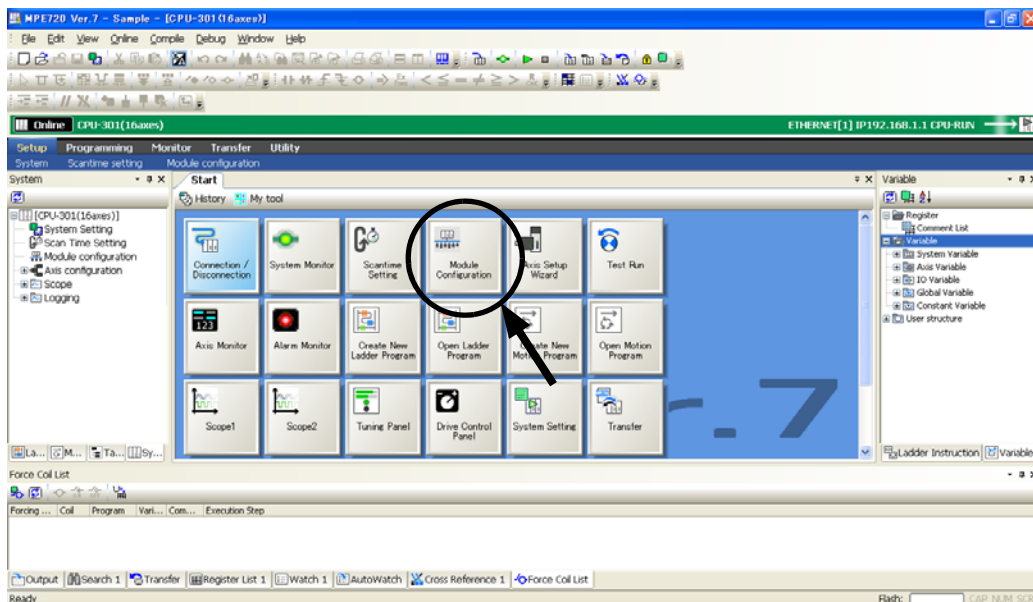 MPE720 Ver.7 - Sample - [CPU-301(16axes)]
File Edit View Online Compile Debug Window Help
Online CPU-301(16axes) ETHERNET[1] IP192.168.1.1 CPU-RUN
Setup Programming Monitor Transfer Utility
System Scantime setting Module configuration
System
Start
Variable
History My tool
[CPU-301(16axes)]
System Setting
Scan Time Setting
Module configuration
Axis configuration
Scope
Logging
Connection / Disconnection
System Monitor
Scantime Setting
Module Configuration
Axis Setup Wizard
Test Run
Axis Monitor
Alarm Monitor
Create New Ladder Program
Open Ladder Program
Create New Motion Program
Open Motion Program
Scope1
Scope2
Tuning Panel
Drive Control Panel
System Setting
Transfer
r.7
Register
Comment List
Variable
System Variable
Axis Variable
IO Variable
Global Variable
Constant Variable
User structure
La... M... Ta... Sy...
Ladder Instruction Variable
Force Coil List
Forcing ... Coil Program Vari... Com... Execution Step
Output Search 1 Transfer Register List 1 Watch 1 AutoWatch Cross Reference 1 Force Coil List
Ready Flash: CAP NUM SCR